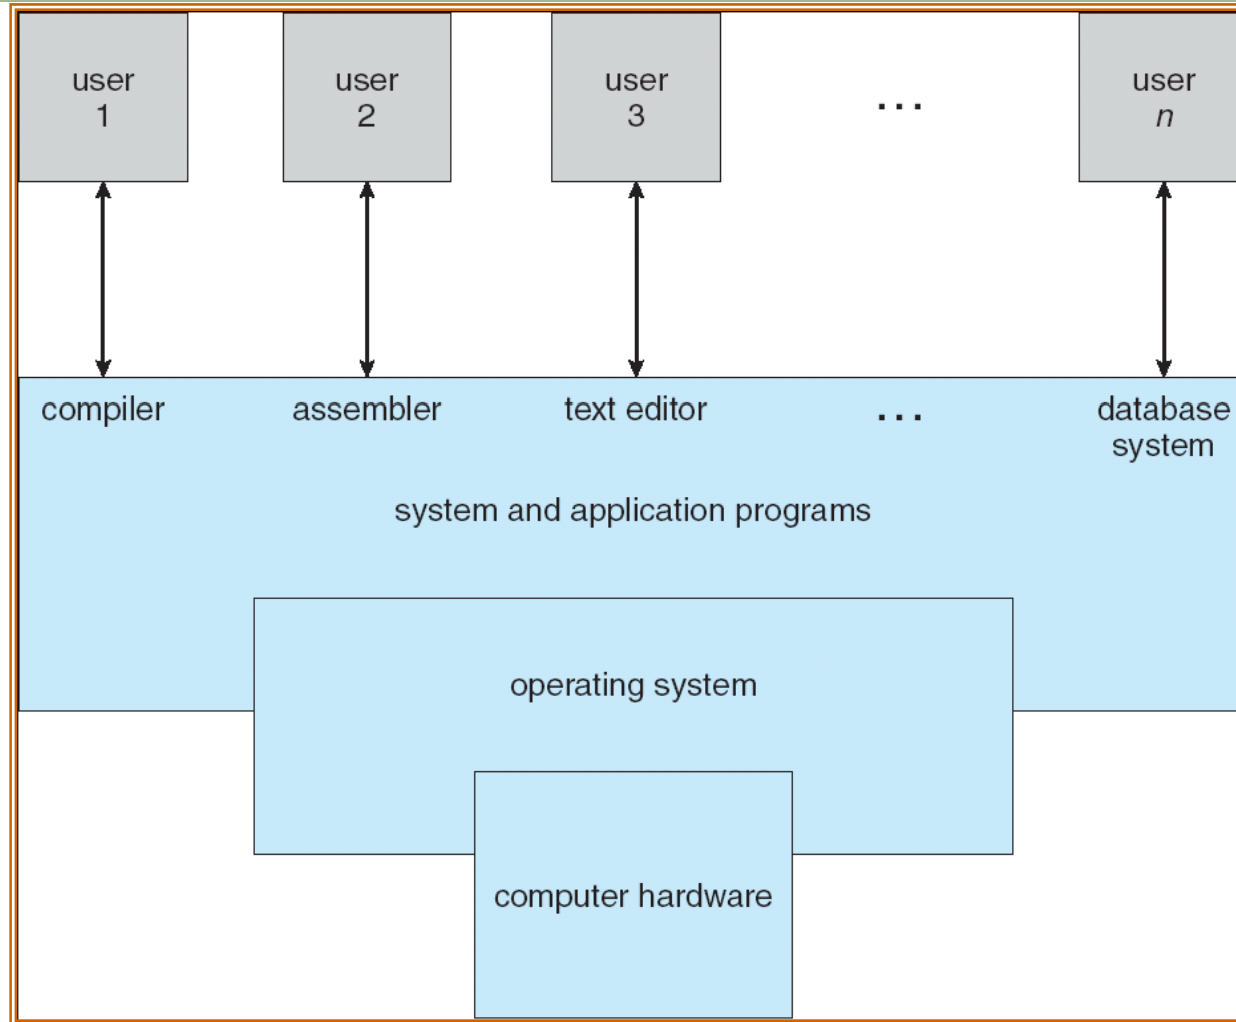 user
1
user
2
user
3
...
user
n
compiler
assembler
text editor
...
database
system
system and application programs
operating system
computer hardware